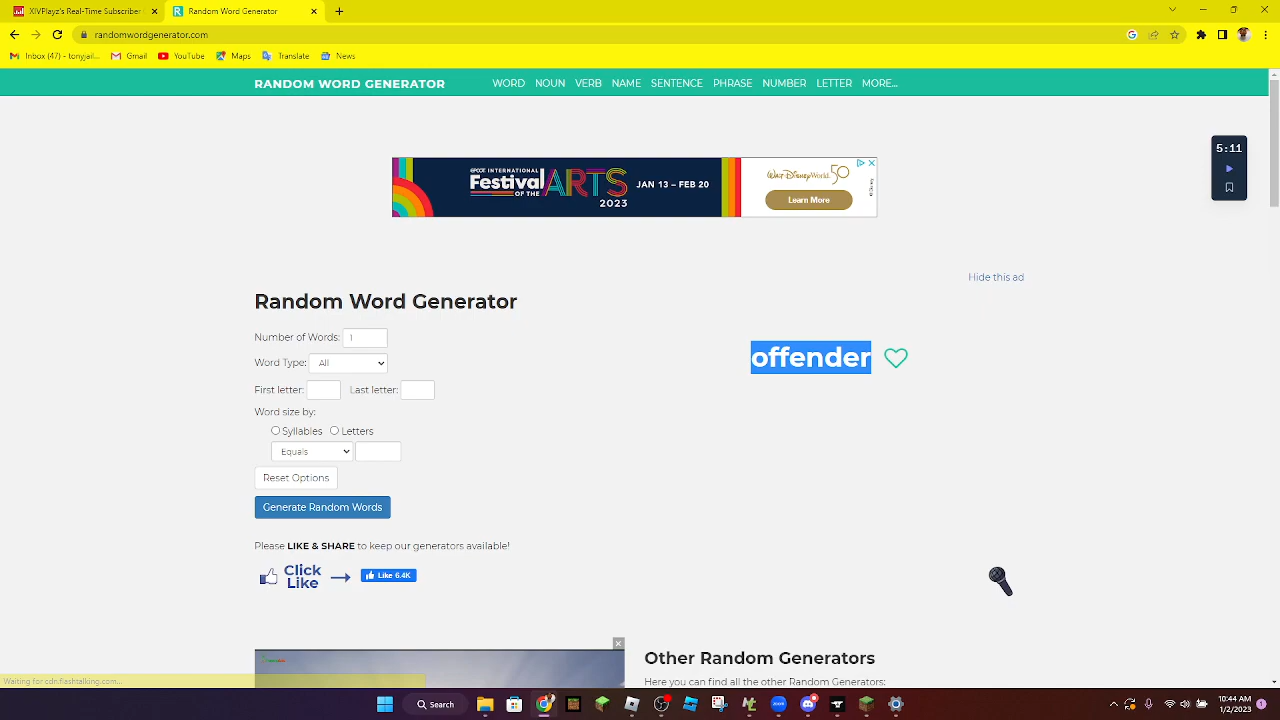 XIVPlayz's Real-Time Subscriber
Random Word Generator
randomwordgenerator.com
Inbox (47) - tonyjail...
Gmail
YouTube
Maps
Translate
News
RANDOM WORD GENERATOR
WORD
NOUN
VERB
NAME
SENTENCE
PHRASE
NUMBER
LETTER
MORE...
5:11
epcot INTERNATIONAL
Festival OF THE ARTS
2023
JAN 13 – FEB 20
Walt Disney World 50
Learn More
© Disney
Hide this ad
Random Word Generator
Number of Words: 1
offender
Word Type: All
First letter:
Last letter:
Word size by:
Syllables
Letters
Equals
Reset Options
Generate Random Words
Please LIKE & SHARE to keep our generators available!
Click
Like
Like 6.4K
Other Random Generators
Here you can find all the other Random Generators:
Waiting for cdn.flashtalking.com...
Search
zoom
10:44 AM
1/2/2023